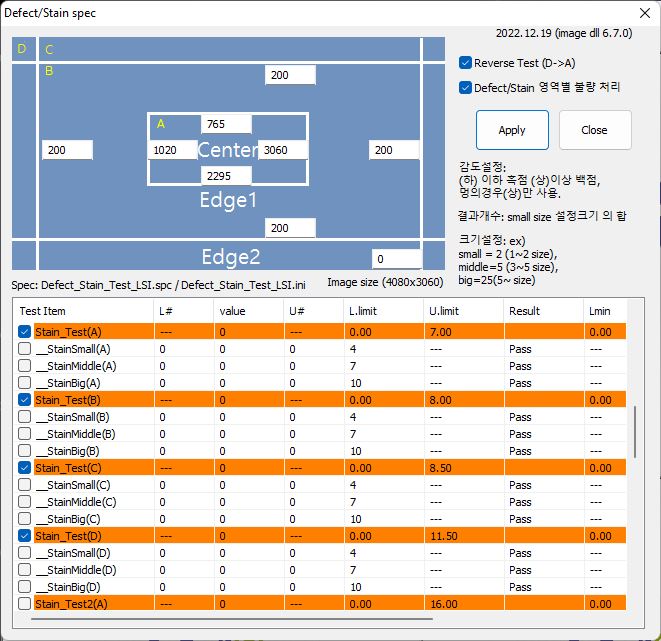 Defect/Stain spec
2022.12.19 (image dll 6.7.0)
D C
B
200
Reverse Test (D->A)
Defect/Stain 영역별 불량 처리
A 765
200 1020 Center 3060 200
2295
Edge1
200
Edge2 0
Apply Close
감도설정:
(하) 이하 흑점 (상)이상 백점,
멍의경우(상)만 사용.
결과개수: small size 설정크기 의 합
크기설정: ex)
small = 2 (1~2 size),
middle=5 (3~5 size),
big=25(5~ size)
Spec: Defect_Stain_Test_LSI.spc / Defect_Stain_Test_LSI.ini Image size (4080x3060)
Test Item L# value U# L.limit U.limit Result Lmin
Stain_Test(A) --- 0 --- 0.00 7.00 0.00
__StainSmall(A) 0 0 0 4 --- Pass ---
__StainMiddle(A) 0 0 0 7 --- Pass ---
__StainBig(A) 0 0 0 10 --- Pass ---
Stain_Test(B) --- 0 --- 0.00 8.00 0.00
__StainSmall(B) 0 0 0 4 --- Pass ---
__StainMiddle(B) 0 0 0 7 --- Pass ---
__StainBig(B) 0 0 0 10 --- Pass ---
Stain_Test(C) --- 0 --- 0.00 8.50 0.00
__StainSmall(C) 0 0 0 4 --- Pass ---
__StainMiddle(C) 0 0 0 7 --- Pass ---
__StainBig(C) 0 0 0 10 --- Pass ---
Stain_Test(D) --- 0 --- 0.00 11.50 0.00
__StainSmall(D) 0 0 0 4 --- Pass ---
__StainMiddle(D) 0 0 0 7 --- Pass ---
__StainBig(D) 0 0 0 10 --- Pass ---
Stain_Test2(A) --- 0 --- 0.00 16.00 0.00